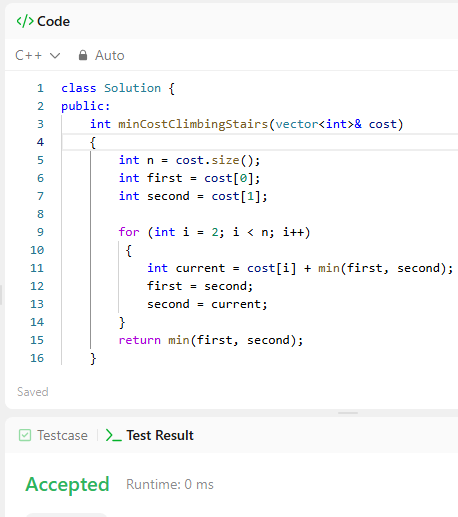 </> Code
C++ Auto
1 class Solution {
2 public:
3     int minCostClimbingStairs(vector<int>& cost)
4     {
5         int n = cost.size();
6         int first = cost[0];
7         int second = cost[1];
8
9         for (int i = 2; i < n; i++)
10          {
11             int current = cost[i] + min(first, second);
12             first = second;
13             second = current;
14         }
15         return min(first, second);
16     }
Saved
Testcase >_ Test Result
Accepted Runtime: 0 ms